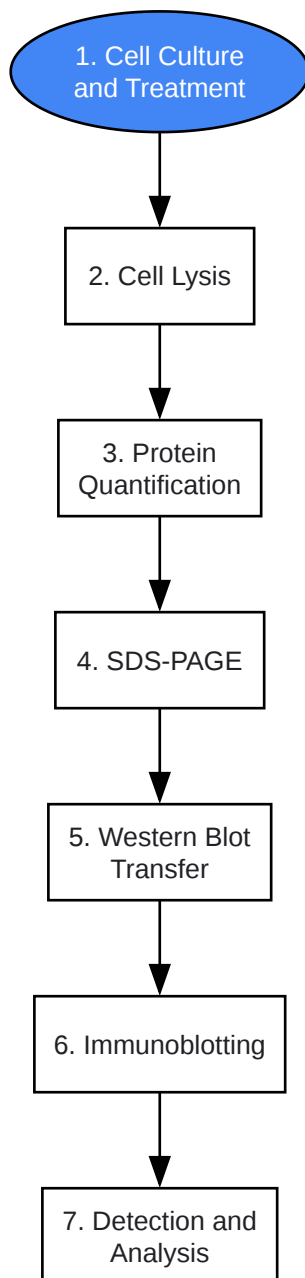 1. Cell Culture
and Treatment
2. Cell Lysis
3. Protein
Quantification
4. SDS-PAGE
5. Western Blot
Transfer
6. Immunoblotting
7. Detection and
Analysis